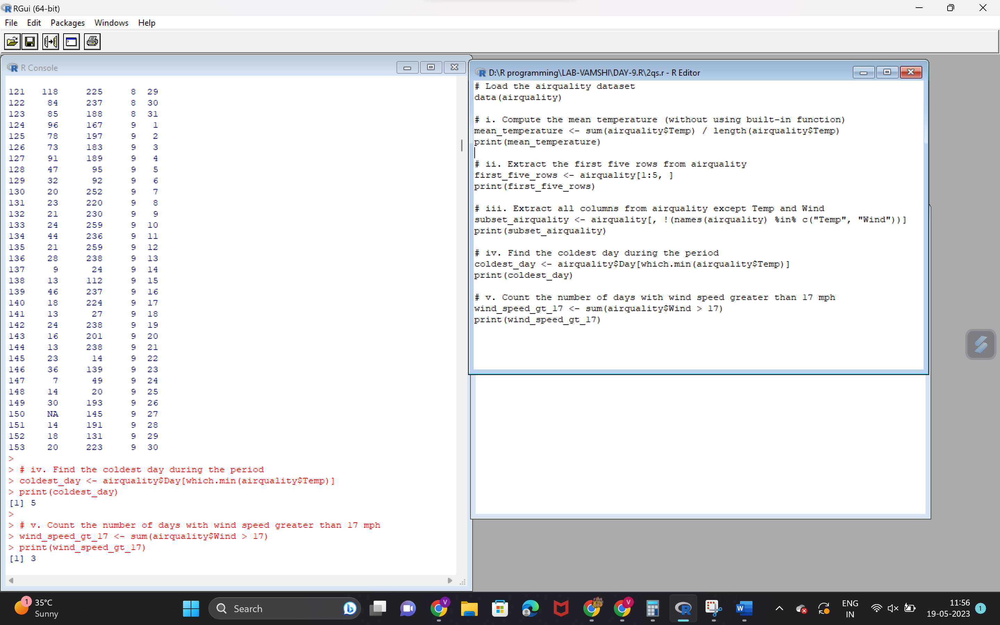 RGui (64-bit)
File Edit Packages Windows Help
R Console
121 118 225 8 29
122 84 237 8 30
123 85 188 8 31
124 96 167 9 1
125 78 197 9 2
126 73 183 9 3
127 91 189 9 4
128 47 95 9 5
129 32 92 9 6
130 20 252 9 7
131 23 220 9 8
132 21 230 9 9
133 24 259 9 10
134 44 236 9 11
135 21 259 9 12
136 28 238 9 13
137 9 24 9 14
138 13 112 9 15
139 46 237 9 16
140 18 224 9 17
141 13 27 9 18
142 24 238 9 19
143 16 201 9 20
144 13 238 9 21
145 23 14 9 22
146 36 139 9 23
147 7 49 9 24
148 14 20 9 25
149 30 193 9 26
150 NA 145 9 27
151 14 191 9 28
152 18 131 9 29
153 20 223 9 30
>
> # iv. Find the coldest day during the period
> coldest_day <- airquality$Day[which.min(airquality$Temp)]
> print(coldest_day)
[1] 5
>
> # v. Count the number of days with wind speed greater than 17 mph
> wind_speed_gt_17 <- sum(airquality$Wind > 17)
> print(wind_speed_gt_17)
[1] 3
D:\R programming\LAB-VAMSHI\DAY-9.R\2qs.r - R Editor
# Load the airquality dataset
data(airquality)
# i. Compute the mean temperature (without using built-in function)
mean_temperature <- sum(airquality$Temp) / length(airquality$Temp)
print(mean_temperature)
# ii. Extract the first five rows from airquality
first_five_rows <- airquality[1:5, ]
print(first_five_rows)
# iii. Extract all columns from airquality except Temp and Wind
subset_airquality <- airquality[, !(names(airquality) %in% c("Temp", "Wind"))]
print(subset_airquality)
# iv. Find the coldest day during the period
coldest_day <- airquality$Day[which.min(airquality$Temp)]
print(coldest_day)
# v. Count the number of days with wind speed greater than 17 mph
wind_speed_gt_17 <- sum(airquality$Wind > 17)
print(wind_speed_gt_17)
1 35°C
Sunny
Search
V
V
W
ENG
IN
11:56
19-05-2023
1